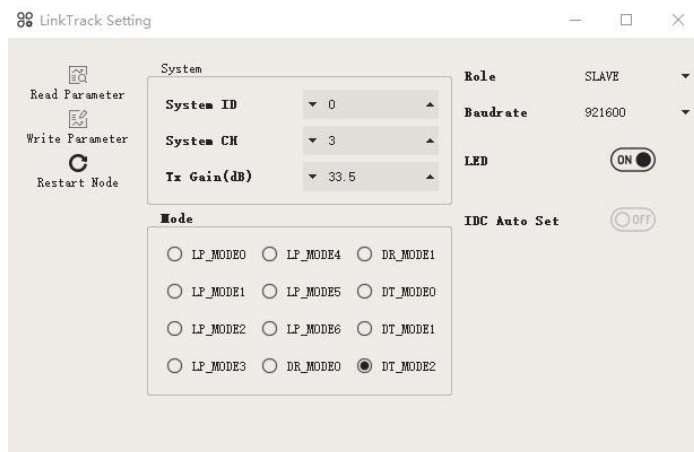 LinkTrack Setting
Read Parameter
Write Parameter
Restart Node
System
System ID 0
System CH 3
Tx Gain(dB) 33.5
Mode
LP_MODE0 LP_MODE4 DR_MODE1
LP_MODE1 LP_MODE5 DT_MODE0
LP_MODE2 LP_MODE6 DT_MODE1
LP_MODE3 DR_MODE0 DT_MODE2
Role SLAVE
Baudrate 921600
LED ON
IDC Auto Set OFF